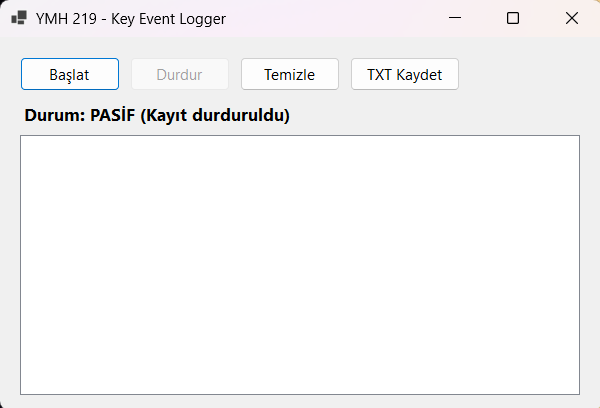 YMH 219 - Key Event Logger
Başlat Durdur Temizle TXT Kaydet
Durum: PASİF (Kayıt durduruldu)